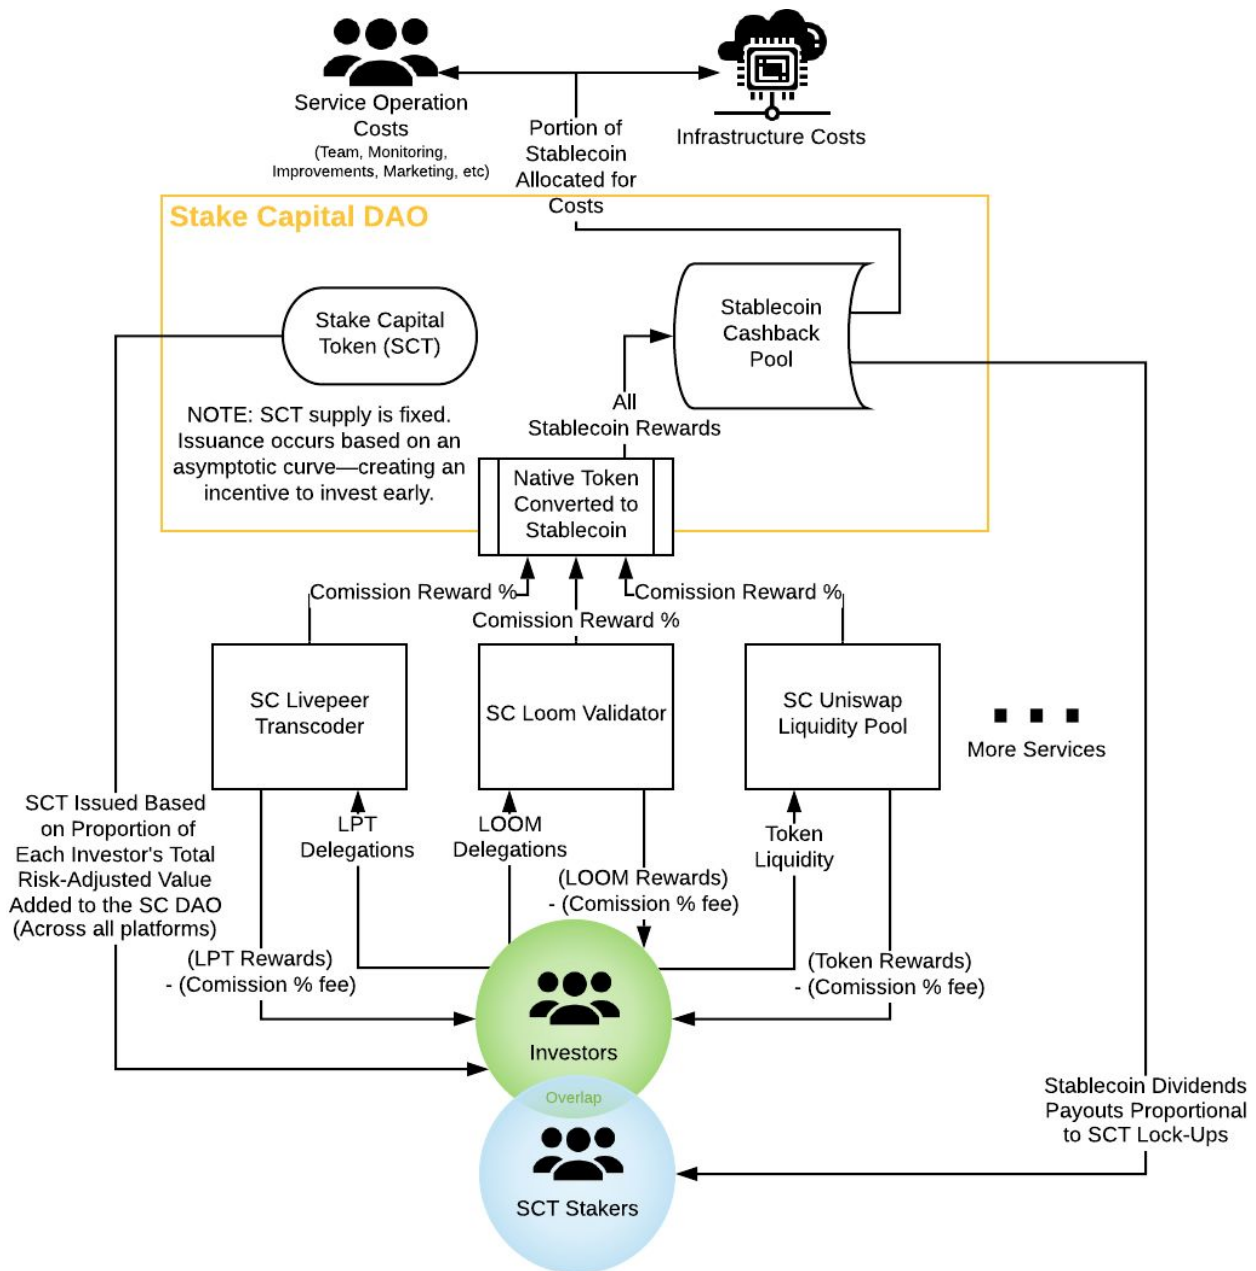 Service Operation
Costs
(Team, Monitoring,
Improvements, Marketing, etc)
Portion of
Stablecoin
Allocated for
Costs
Infrastructure Costs
Stake Capital DAO
Stake Capital
Token (SCT)
Stablecoin
Cashback
Pool
NOTE: SCT supply is fixed.
Issuance occurs based on an
asymptotic curve—creating an
incentive to invest early.
All
Stablecoin Rewards
Native Token
Converted to
Stablecoin
Comission Reward %
Comission Reward %
Comission Reward %
SC Livepeer
Transcoder
SC Loom Validator
SC Uniswap
Liquidity Pool
More Services
SCT Issued Based
on Proportion of
Each Investor's Total
Risk-Adjusted Value
Added to the SC DAO
(Across all platforms)
LPT
Delegations
LOOM
Delegations
Token
Liquidity
(LOOM Rewards)
- (Comission % fee)
(LPT Rewards)
- (Comission % fee)
(Token Rewards)
- (Comission % fee)
Investors
Overlap
SCT Stakers
Stablecoin Dividends
Payouts Proportional
to SCT Lock-Ups